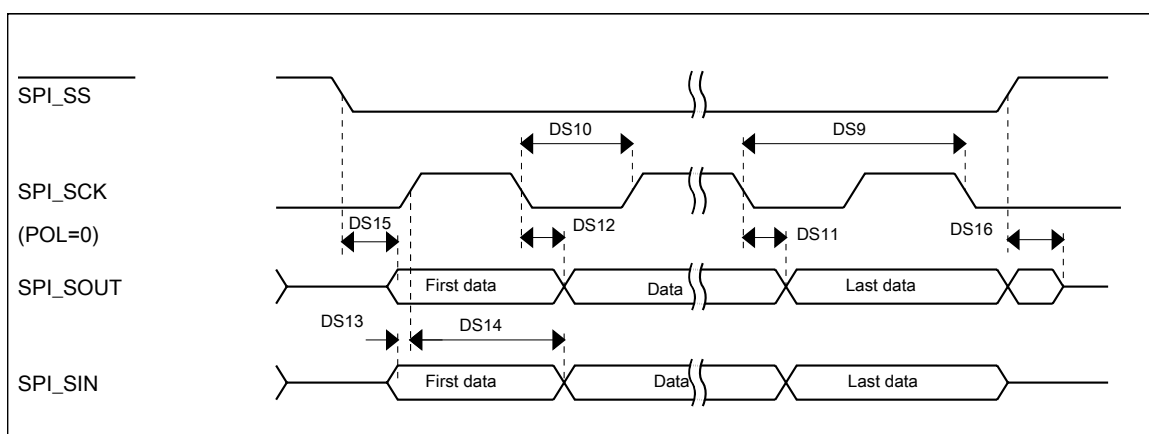 SPI_SS
DS10
DS9
SPI_SCK
(POL=0)
DS15
DS12
DS11
DS16
SPI_SOUT
First data
Data
Last data
DS13
DS14
SPI_SIN
First data
Data
Last data